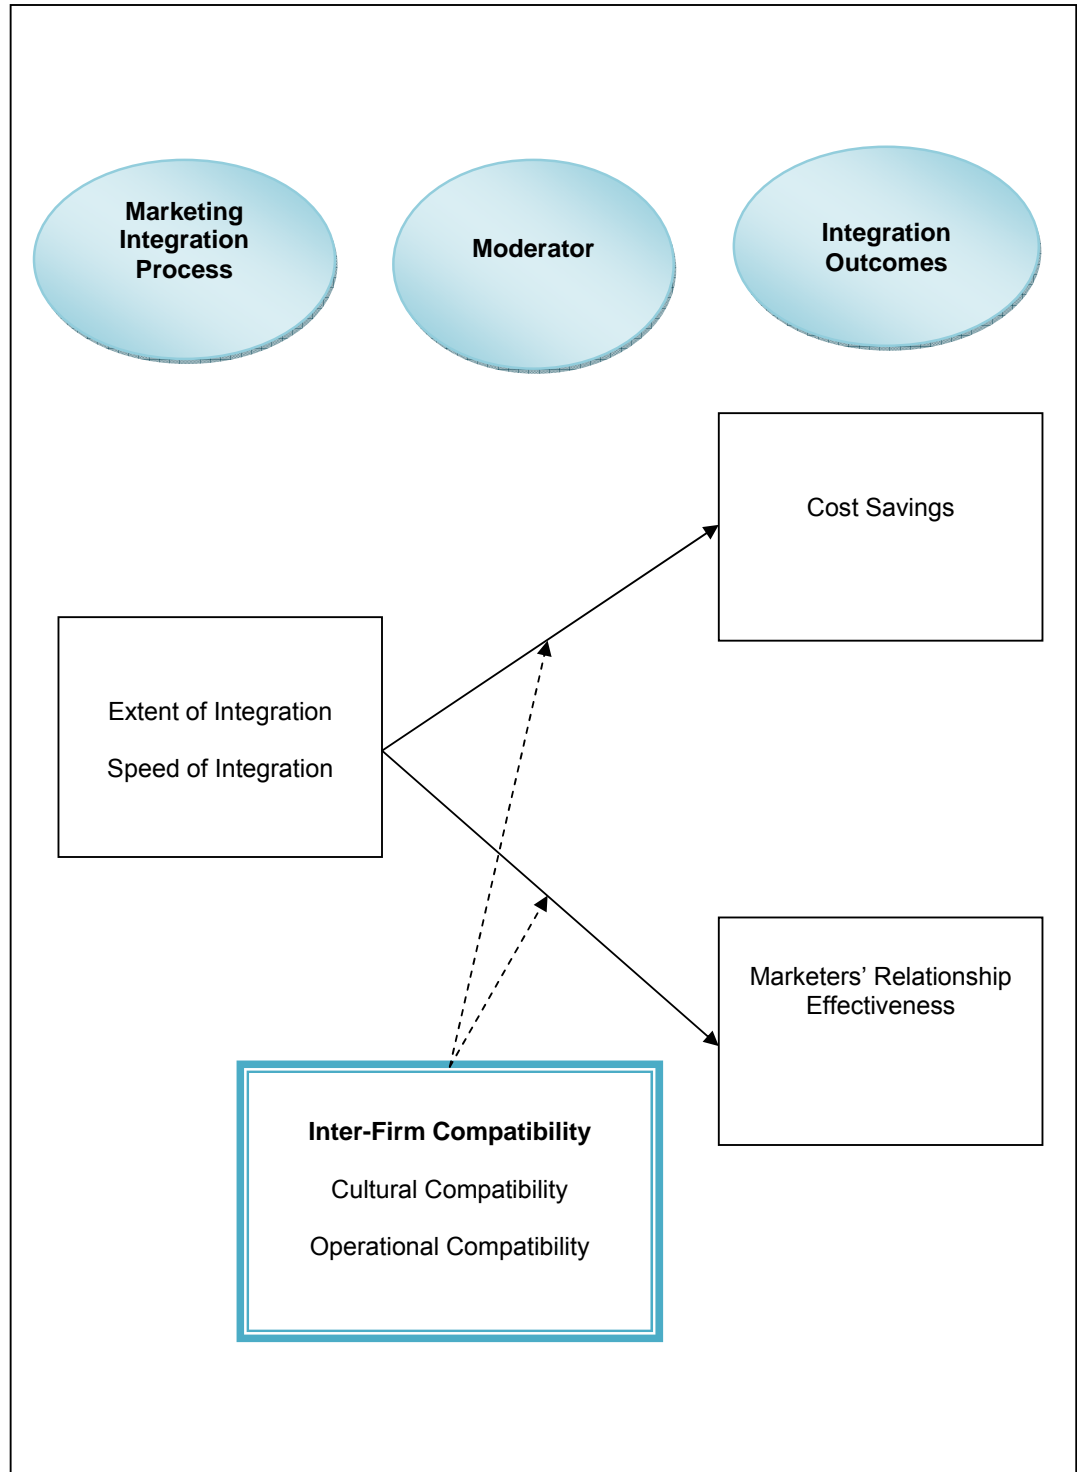 Marketing
Integration
Process
Moderator
Integration
Outcomes
Cost Savings
Extent of Integration
Speed of Integration
Marketers’ Relationship
Effectiveness
Inter-Firm Compatibility
Cultural Compatibility
Operational Compatibility